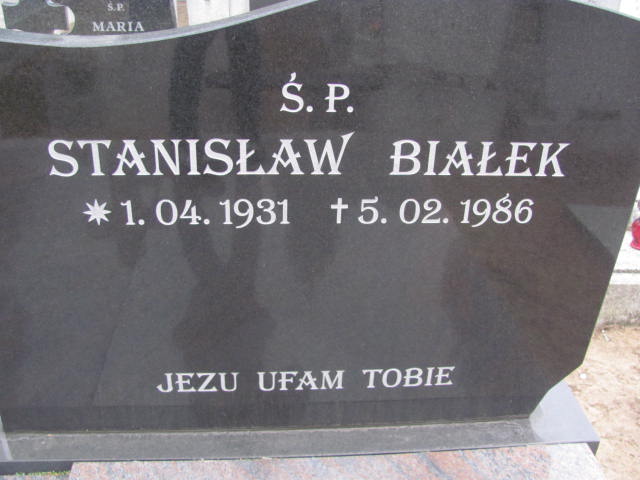 Ś.P.
MARIA
Ś. P.
STANISŁAW BIAŁEK
* 1. 04. 1931 † 5. 02. 1986
JEZU UFAM TOBIE